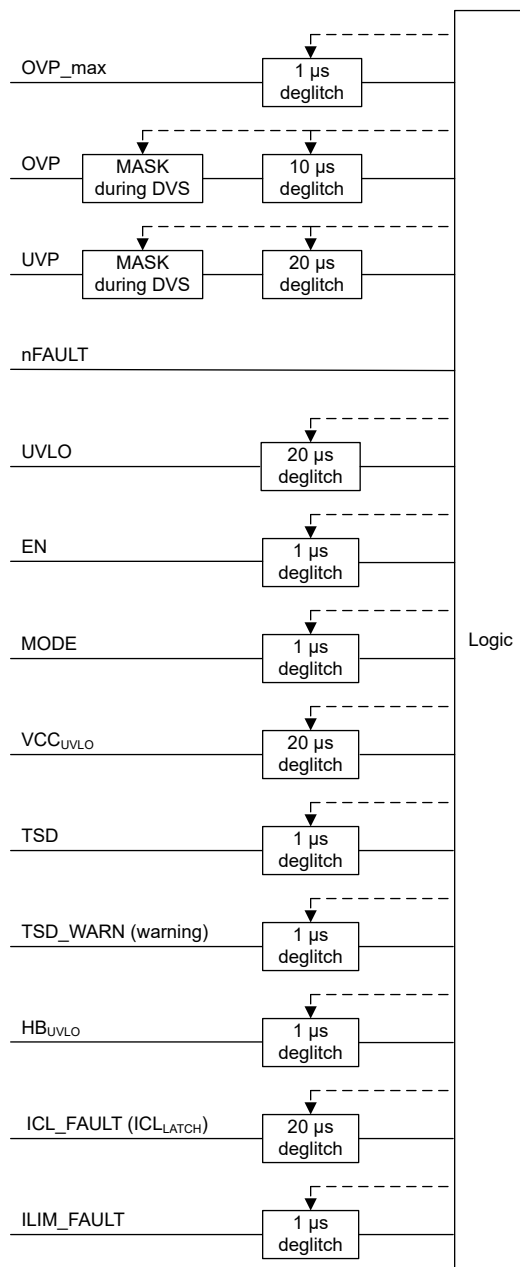 OVP_max
1 µs
deglitch
OVP
MASK
during DVS
10 µs
deglitch
UVP
MASK
during DVS
20 µs
deglitch
nFAULT
UVLO
20 µs
deglitch
EN
1 µs
deglitch
MODE
1 µs
deglitch
Logic
VCCUVLO
20 µs
deglitch
TSD
1 µs
deglitch
TSD_WARN (warning)
1 µs
deglitch
HBUVLO
1 µs
deglitch
ICL_FAULT (ICLLATCH)
20 µs
deglitch
ILIM_FAULT
1 µs
deglitch